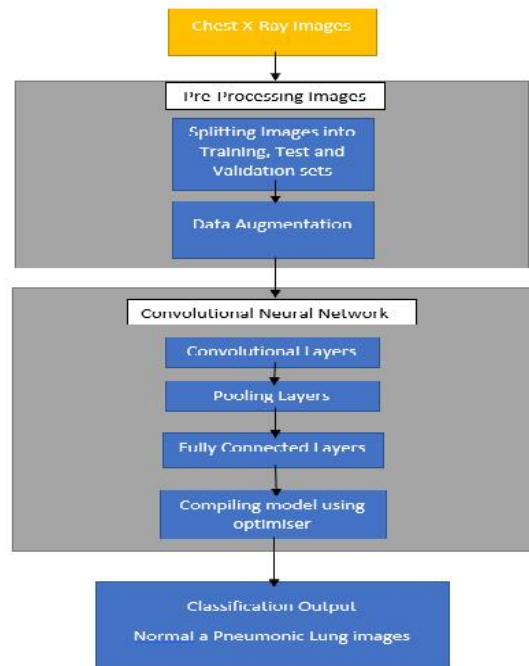 Chest X-Ray Images
Pre-Processing Images
Splitting Images into
Training, Test and
Validation sets
Data Augmentation
Convolutional Neural Network
Convolutional Layers
Pooling Layers
Fully Connected Layers
Compiling model using
optimiser
Classification Output
Normal a Pneumonic Lung images